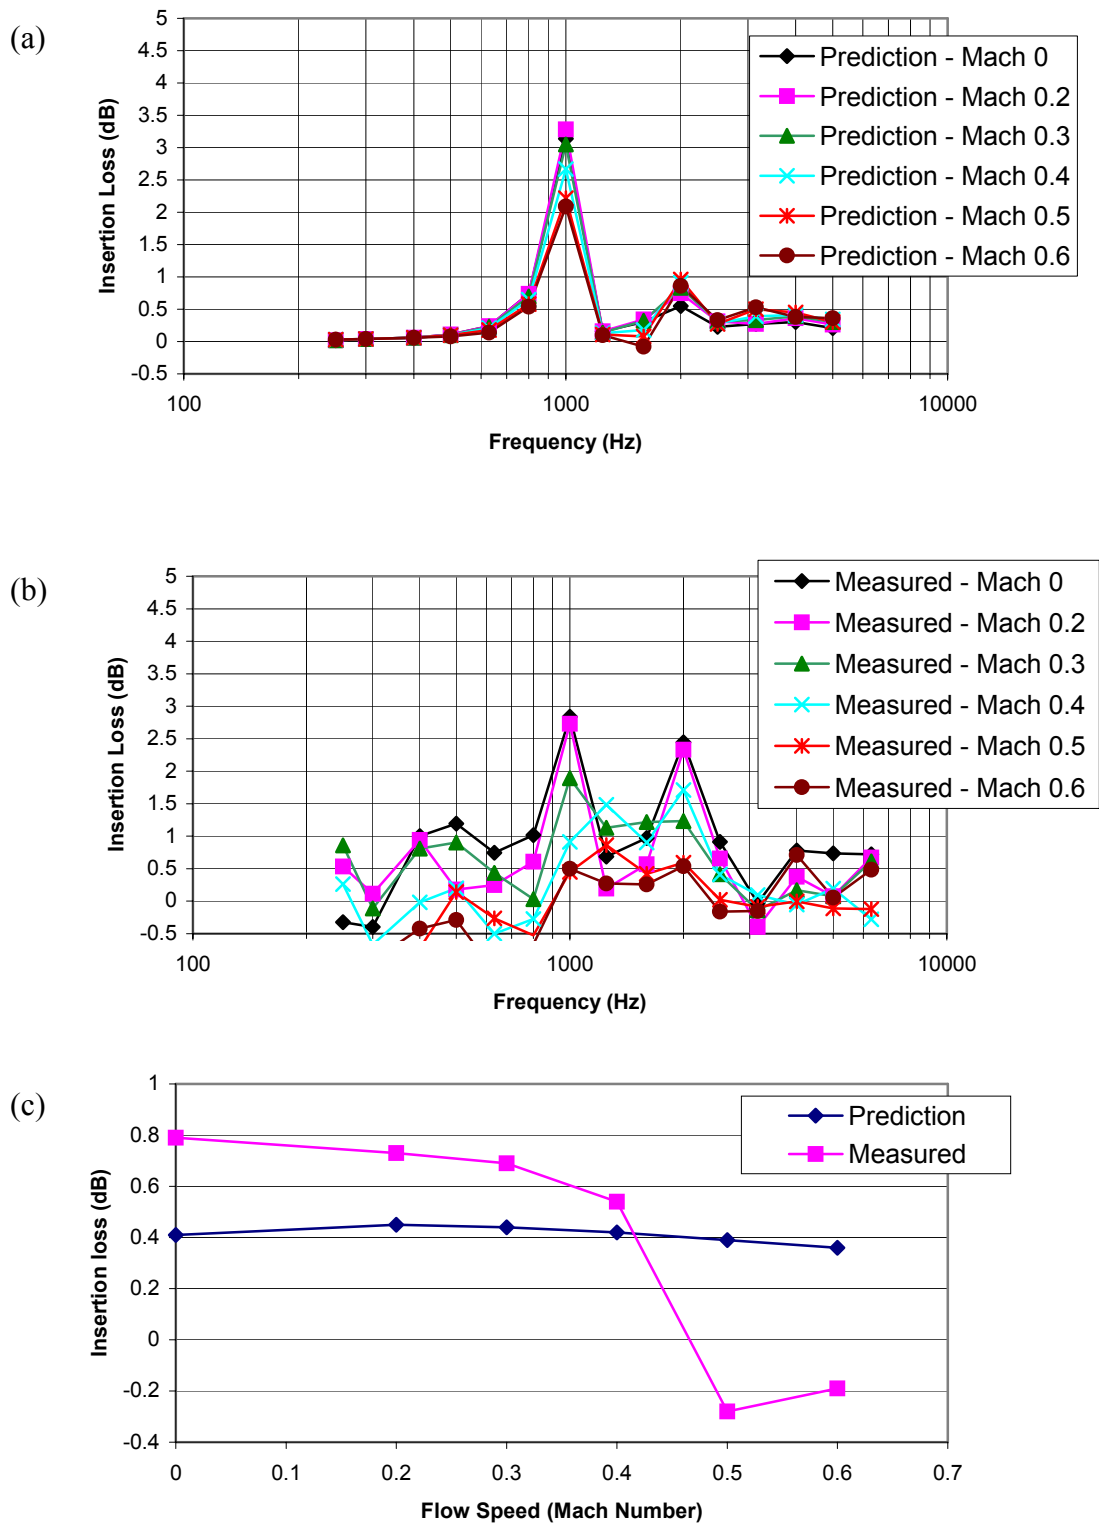 (a)
5
4.5
4
3.5
3
2.5
2
1.5
1
0.5
0
-0.5
Insertion Loss (dB)
100
1000
10000
Frequency (Hz)
Prediction - Mach 0
Prediction - Mach 0.2
Prediction - Mach 0.3
Prediction - Mach 0.4
Prediction - Mach 0.5
Prediction - Mach 0.6
(b)
5
4.5
4
3.5
3
2.5
2
1.5
1
0.5
0
-0.5
Insertion Loss (dB)
100
1000
10000
Frequency (Hz)
Measured - Mach 0
Measured - Mach 0.2
Measured - Mach 0.3
Measured - Mach 0.4
Measured - Mach 0.5
Measured - Mach 0.6
(c)
1
0.8
0.6
0.4
0.2
0
-0.2
-0.4
Insertion loss (dB)
0
0.1
0.2
0.3
0.4
0.5
0.6
0.7
Flow Speed (Mach Number)
Prediction
Measured